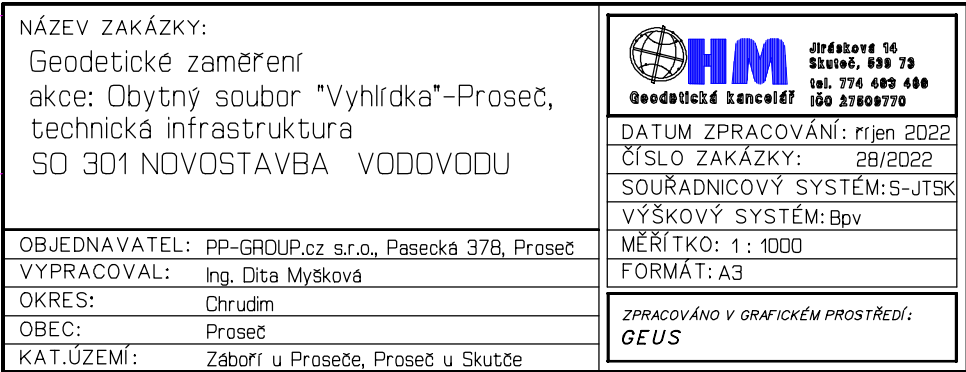 NÁZEV ZAKÁZKY:
Geodetické zaměření
akce: Obytný soubor "Vyhlídka"-Proseč,
technická infrastruktura
SO 301 NOVOSTAVBA VODOVODU
OBJEDNAVATEL: PP-GROUP.cz s.r.o., Pasecká 378, Proseč
VYPRACOVAL: Ing. Dita Myšková
OKRES: Chrudim
OBEC: Proseč
KAT.ÚZEMÍ: Záboří u Proseče, Proseč u Skutče
HM
Geodetická kancelář
Jiráskova 14
Skuteč, 539 73
tel. 774 493 490
IČO 27509770
DATUM ZPRACOVÁNÍ: říjen 2022
ČÍSLO ZAKÁZKY: 28/2022
SOUŘADNICOVÝ SYSTÉM: S-JTSK
VÝŠKOVÝ SYSTÉM: Bpv
MĚŘÍTKO: 1 : 1000
FORMÁT: A3
ZPRACOVÁNO V GRAFICKÉM PROSTŘEDÍ:
GEUS